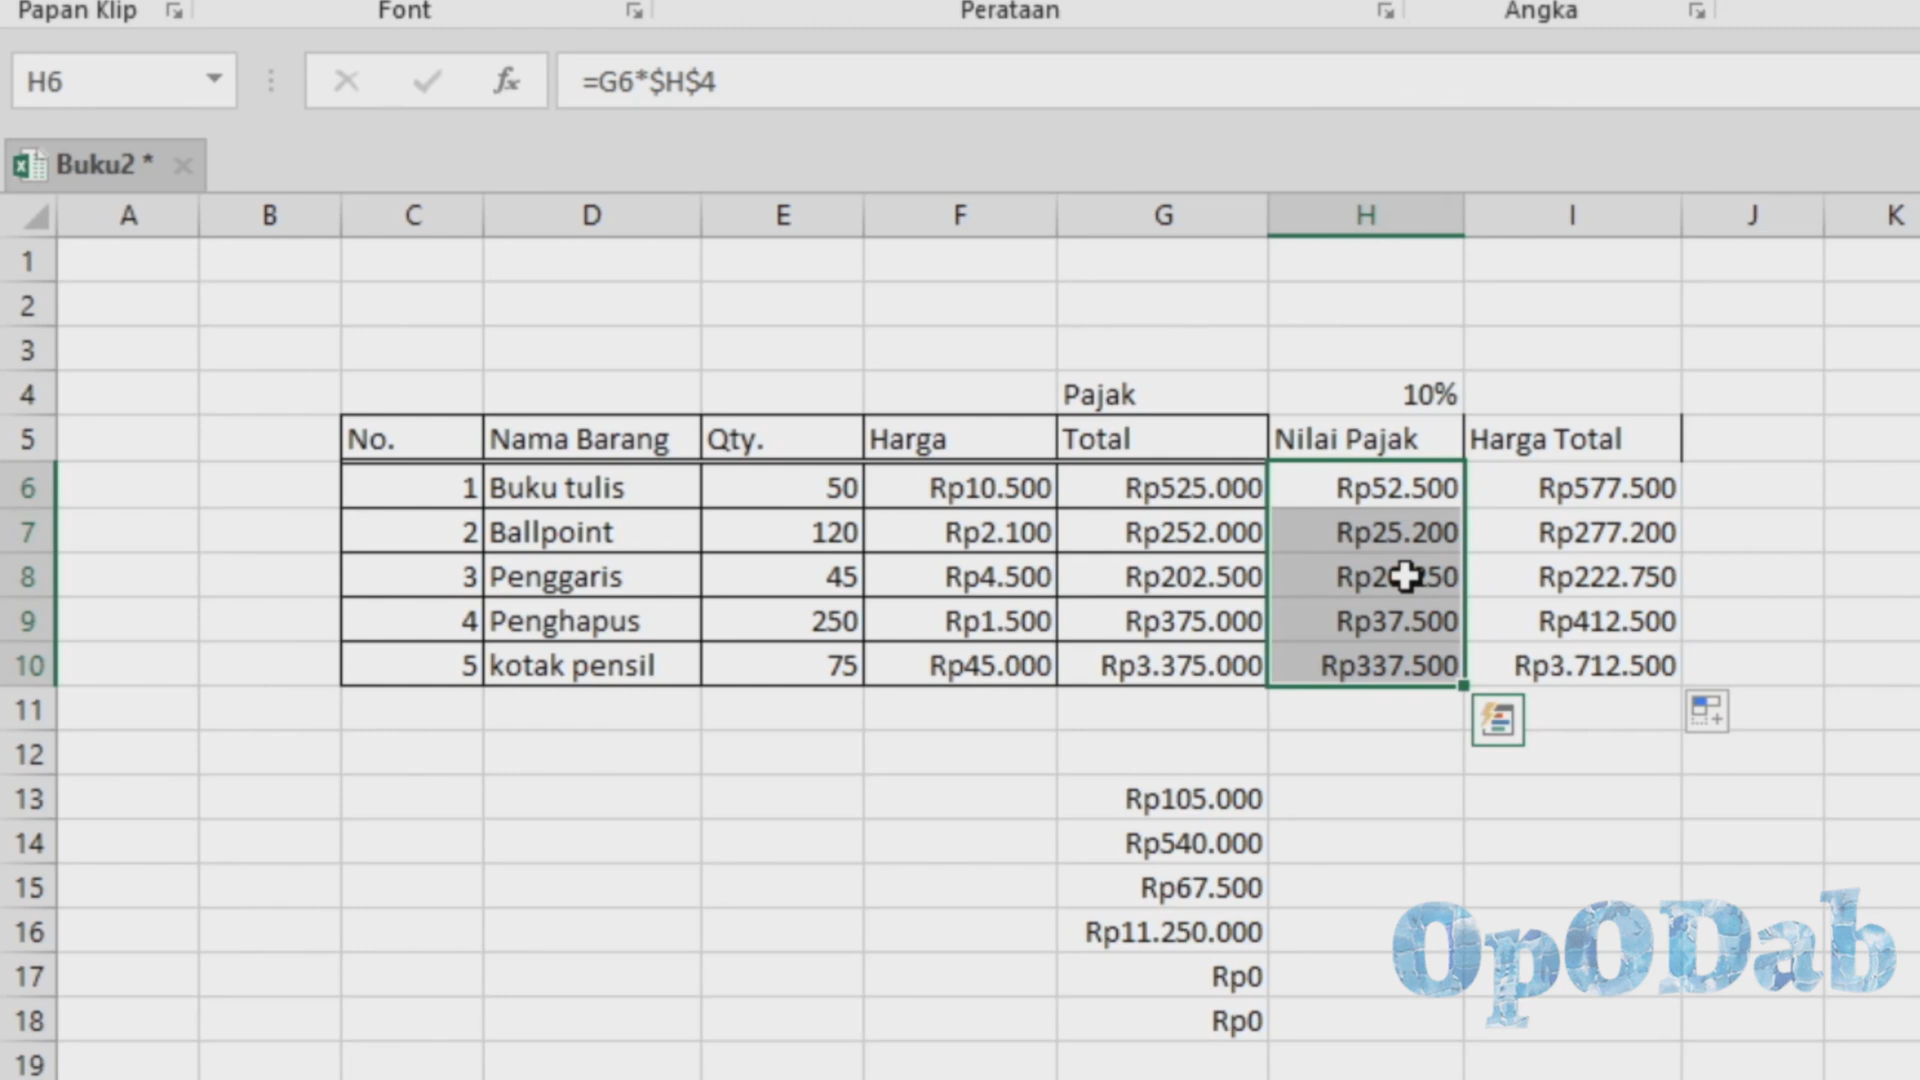 Papan Klip Font Perataan Angka
H6 fx =G6*$H$4
Buku2 *
A B C D E F G H I J K
1
2
3
4 Pajak 10%
5 No. Nama Barang Qty. Harga Total Nilai Pajak Harga Total
6 1 Buku tulis 50 Rp10.500 Rp525.000 Rp52.500 Rp577.500
7 2 Ballpoint 120 Rp2.100 Rp252.000 Rp25.200 Rp277.200
8 3 Penggaris 45 Rp4.500 Rp202.500 Rp222.750
9 4 Penghapus 250 Rp1.500 Rp375.000 Rp37.500 Rp412.500
10 5 kotak pensil 75 Rp45.000 Rp3.375.000 Rp337.500 Rp3.712.500
11
12
13 Rp105.000
14 Rp540.000
15 Rp67.500
16 Rp11.250.000
17 Rp0
18 Rp0
19
OpODab